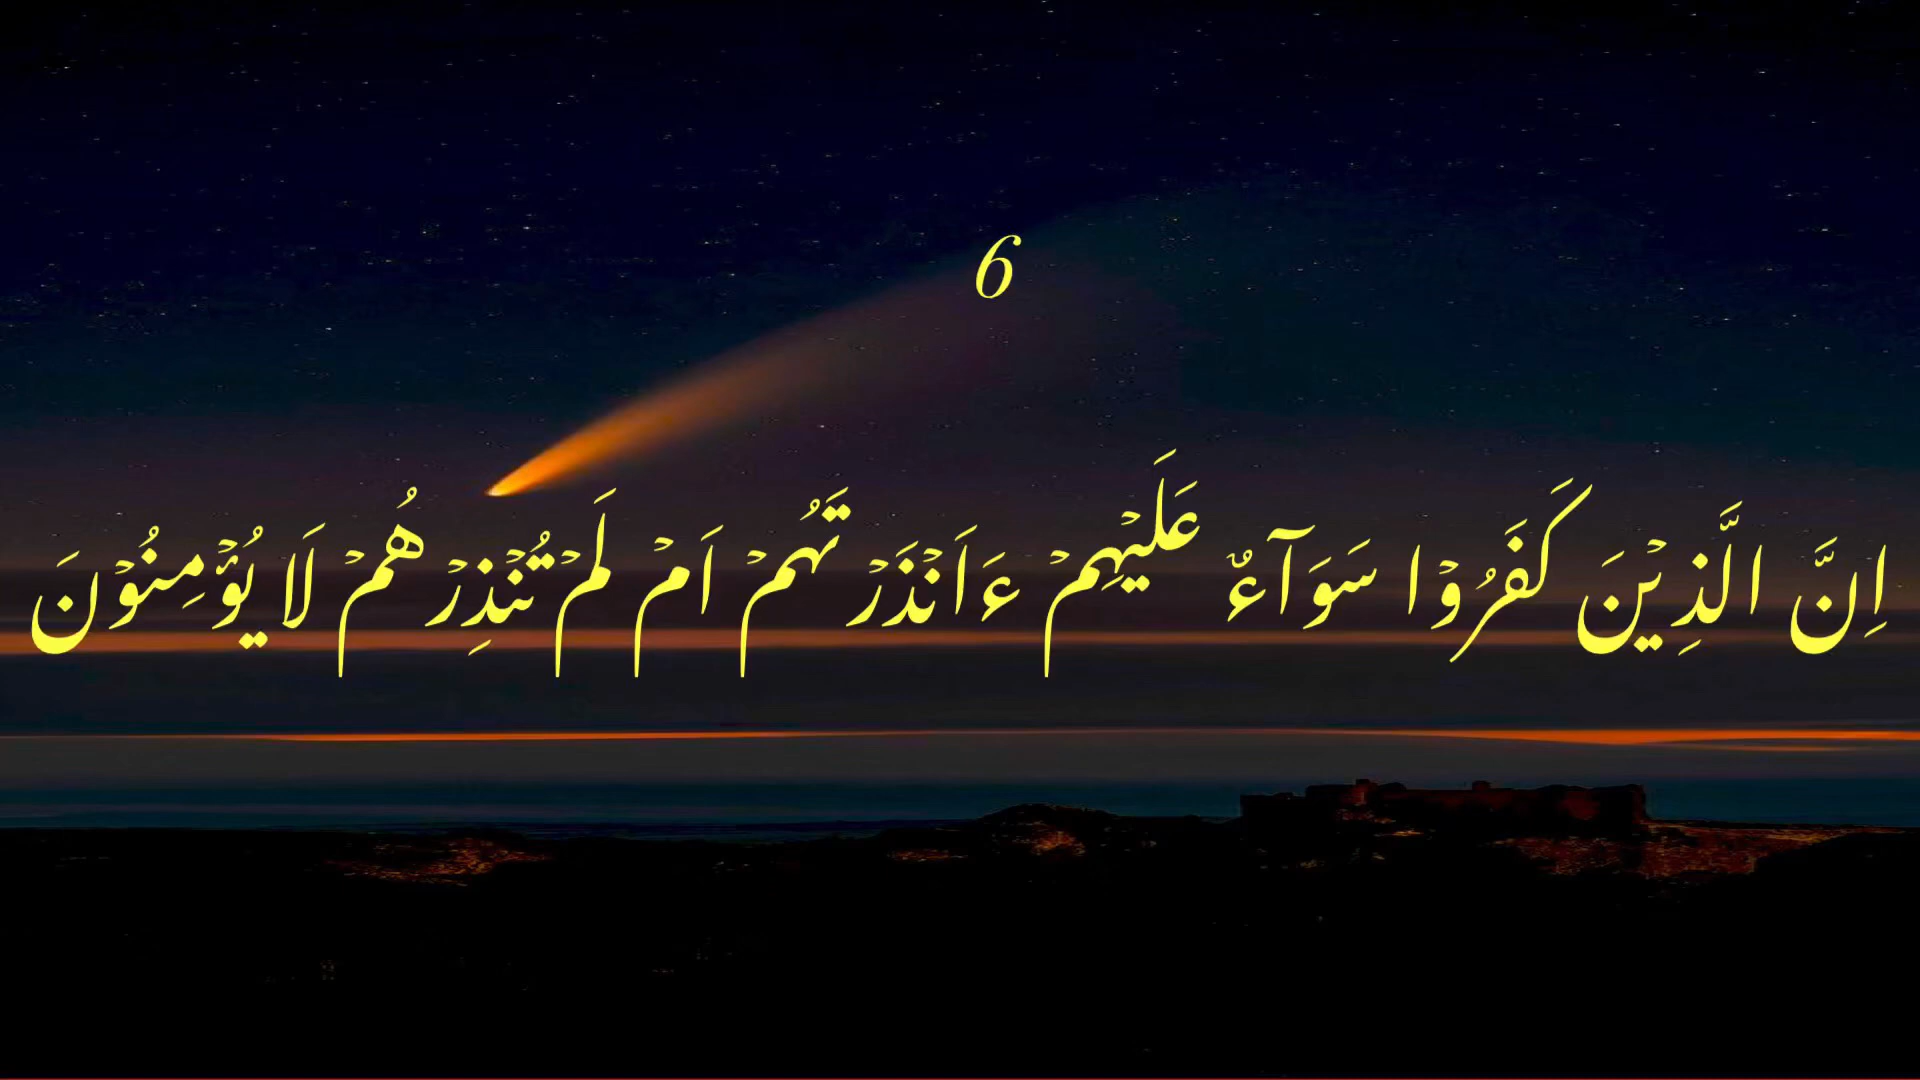 6
اِنَّ الَّذِيۡنَ كَفَرُوۡا سَوَآءٌ عَلَيۡهِمۡ ءَاَنۡذَرۡتَهُمۡ اَمۡ لَمۡ تُنۡذِرۡهُمۡ لَا يُؤۡمِنُوۡنَ